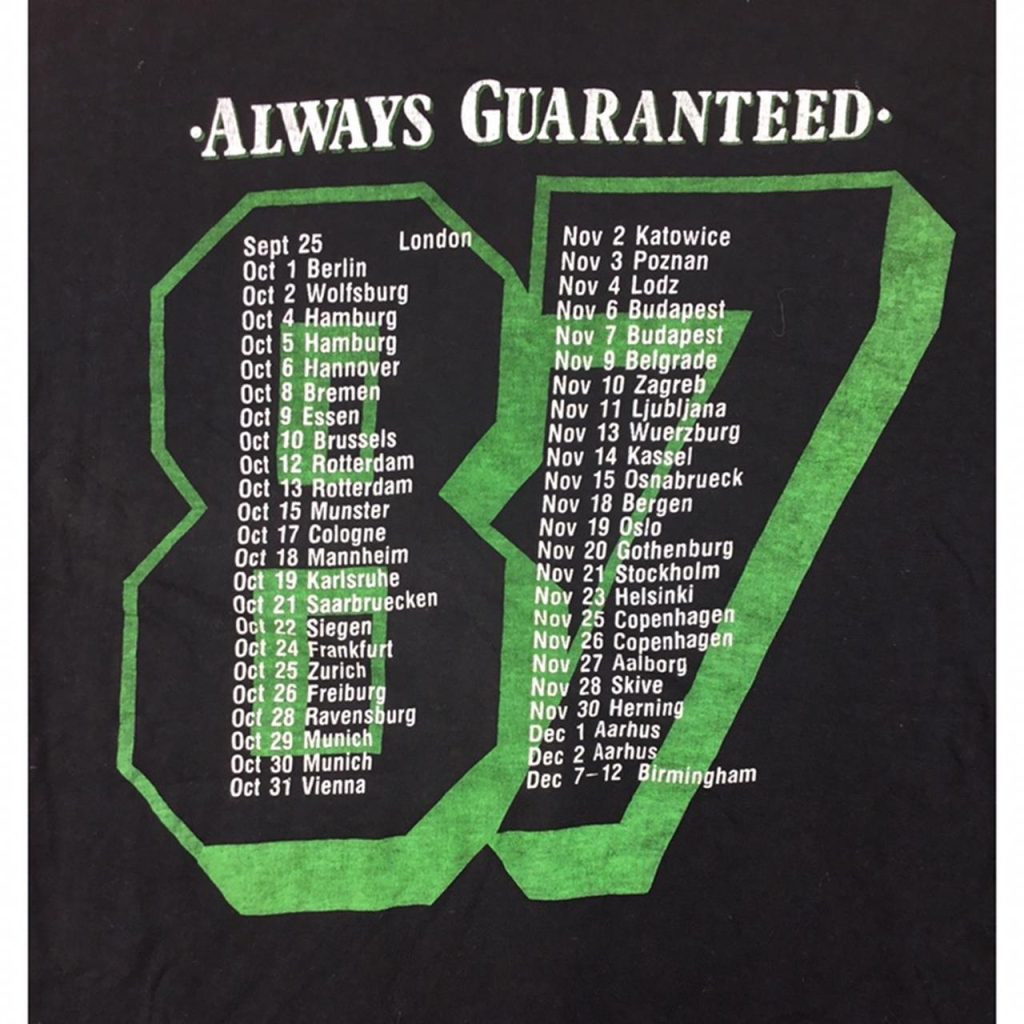 ·ALWAYS GUARANTEED·
87
Sept 25 London
Oct 1 Berlin
Oct 2 Wolfsburg
Oct 4 Hamburg
Oct 5 Hamburg
Oct 6 Hannover
Oct 8 Bremen
Oct 9 Essen
Oct 10 Brussels
Oct 12 Rotterdam
Oct 13 Rotterdam
Oct 15 Munster
Oct 17 Cologne
Oct 18 Mannheim
Oct 19 Karlsruhe
Oct 21 Saarbruecken
Oct 22 Siegen
Oct 24 Frankfurt
Oct 25 Zurich
Oct 26 Freiburg
Oct 28 Ravensburg
Oct 29 Munich
Oct 30 Munich
Oct 31 Vienna
Nov 2 Katowice
Nov 3 Poznan
Nov 4 Lodz
Nov 6 Budapest
Nov 7 Budapest
Nov 9 Belgrade
Nov 10 Zagreb
Nov 11 Ljubljana
Nov 13 Wuerzburg
Nov 14 Kassel
Nov 15 Osnabrueck
Nov 18 Bergen
Nov 19 Oslo
Nov 20 Gothenburg
Nov 21 Stockholm
Nov 23 Helsinki
Nov 25 Copenhagen
Nov 26 Copenhagen
Nov 27 Aalborg
Nov 28 Skive
Nov 30 Herning
Dec 1 Aarhus
Dec 2 Aarhus
Dec 7-12 Birmingham